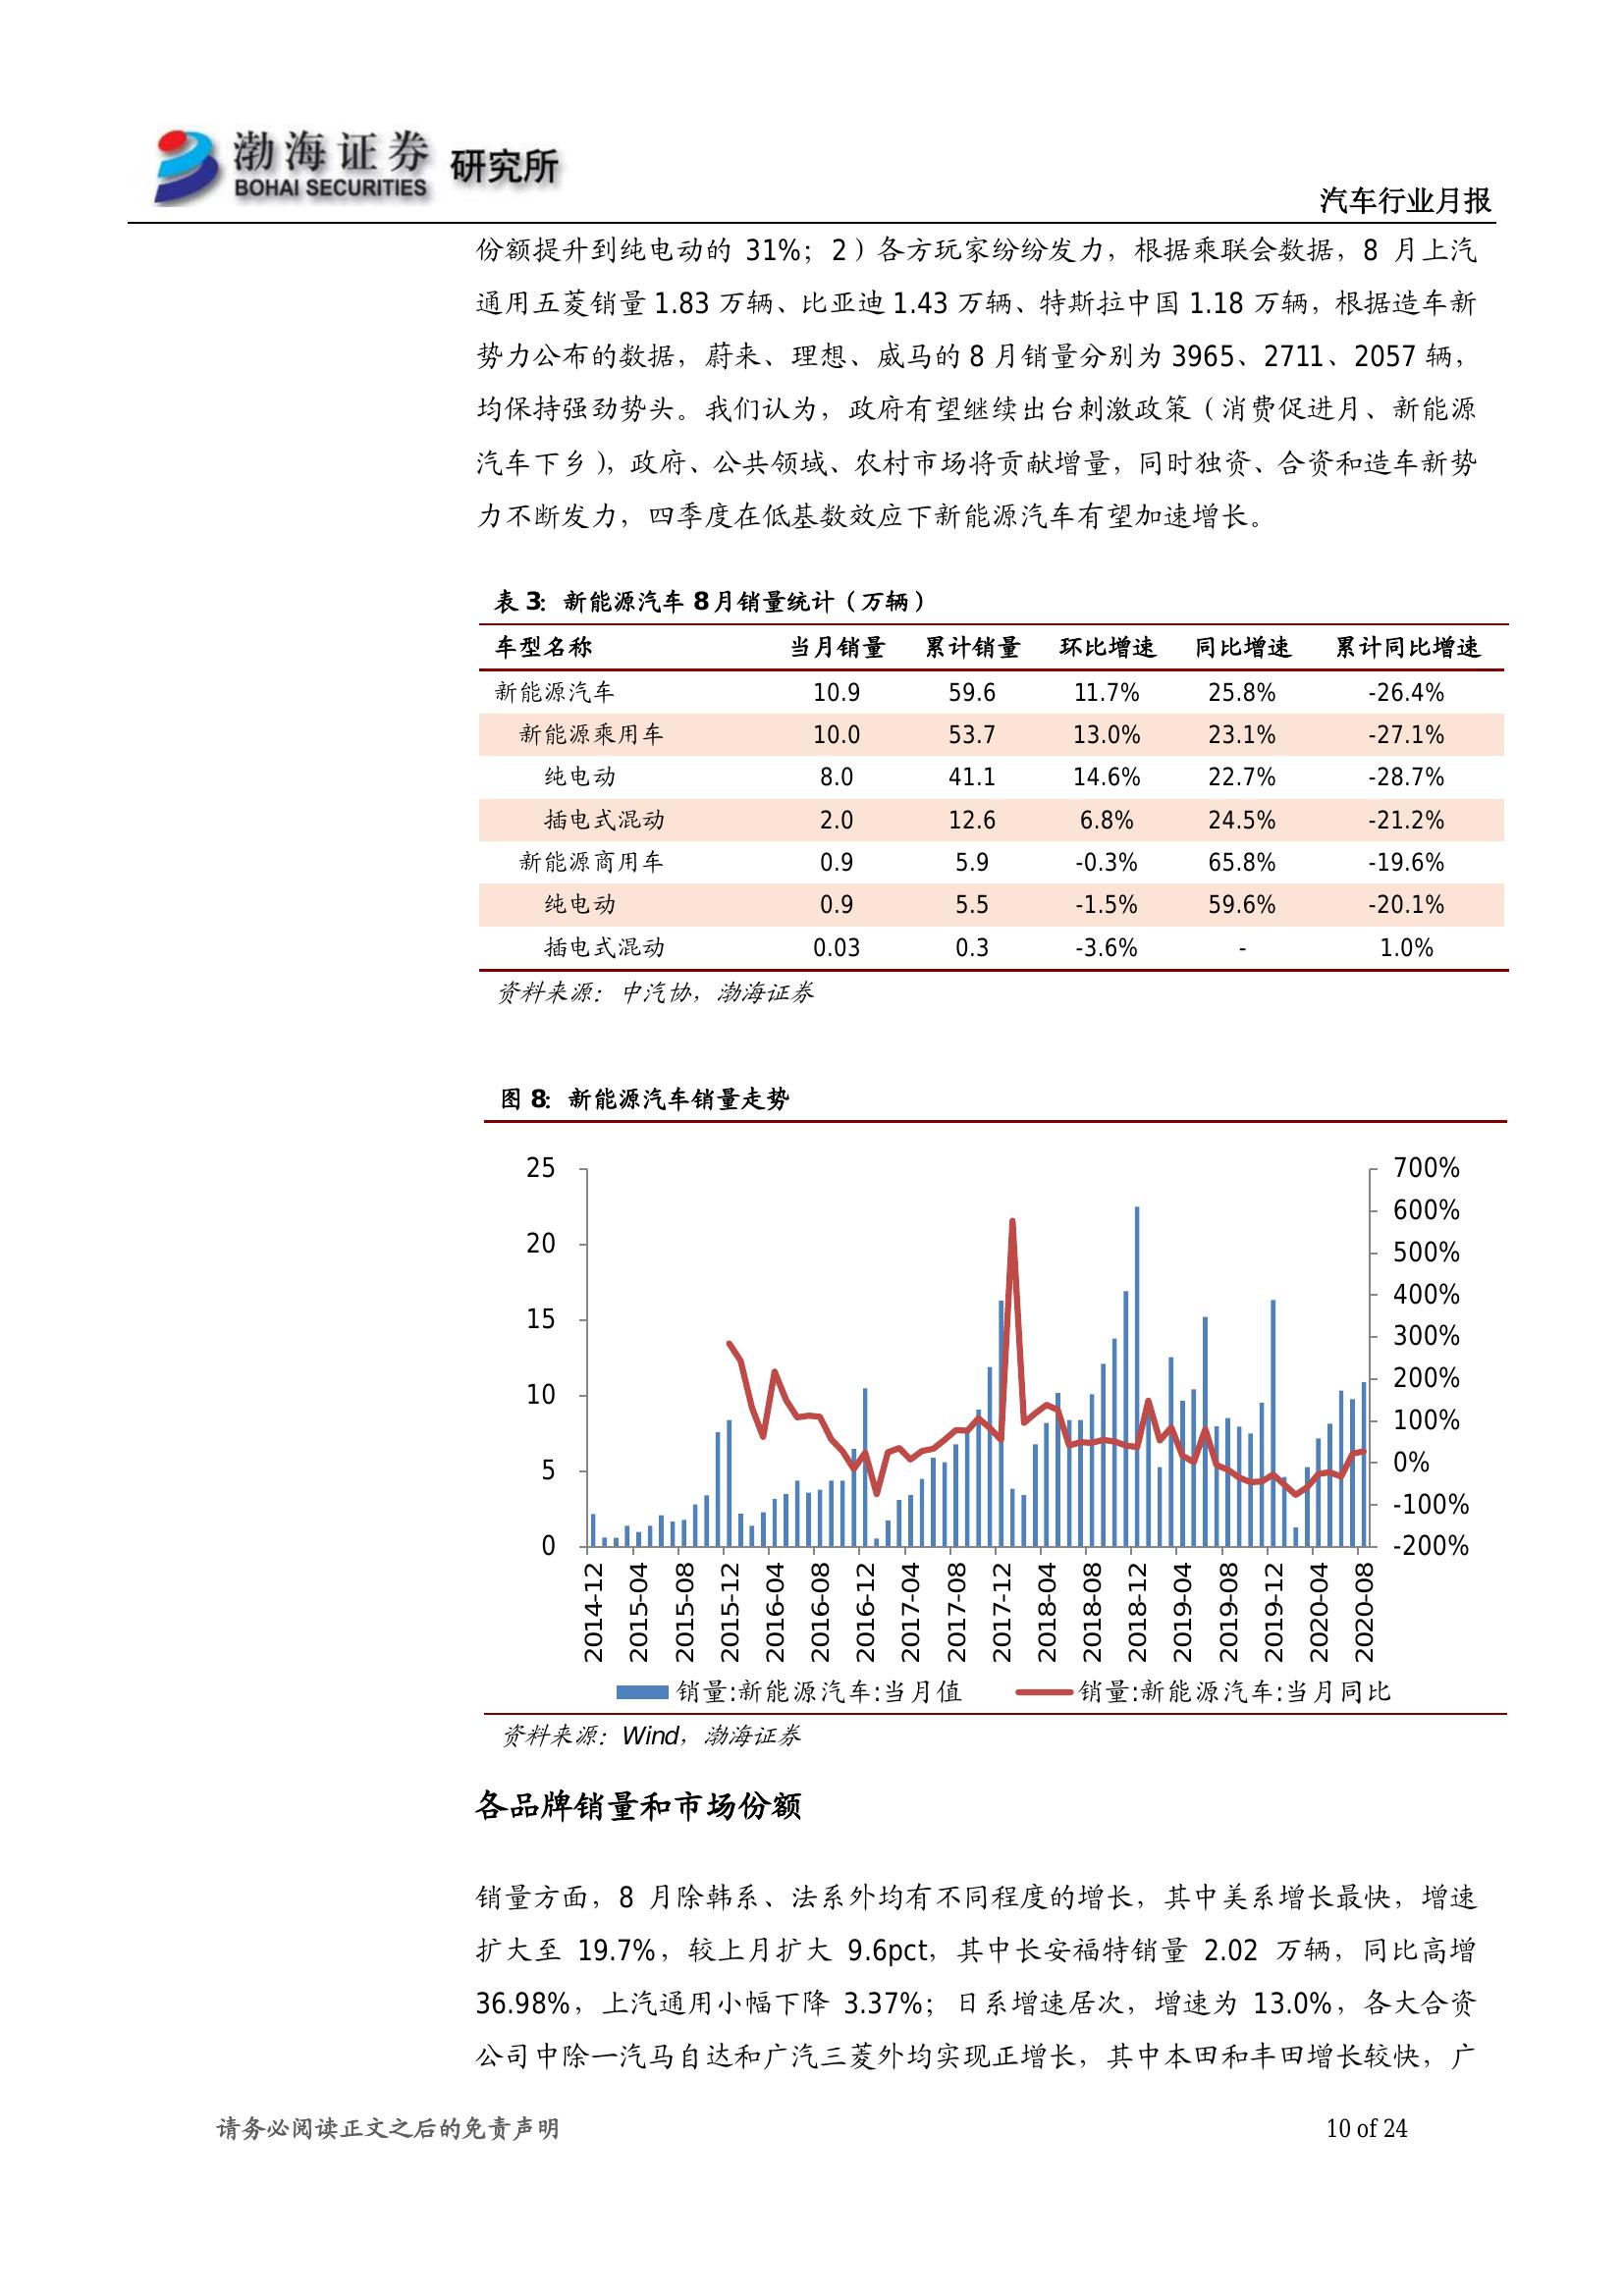 渤海证券 研究所
BOHAI SECURITIES
汽车行业月报
份额提升到纯电动的 31%；2）各方玩家纷纷发力，根据乘联会数据，8 月上汽
通用五菱销量 1.83 万辆、比亚迪 1.43 万辆、特斯拉中国 1.18 万辆，根据造车新
势力公布的数据，蔚来、理想、威马的 8 月销量分别为 3965、2711、2057 辆，
均保持强劲势头。我们认为，政府有望继续出台刺激政策（消费促进月、新能源
汽车下乡），政府、公共领域、农村市场将贡献增量，同时独资、合资和造车新势
力不断发力，四季度在低基数效应下新能源汽车有望加速增长。
表 3：新能源汽车 8 月销量统计（万辆）
车型名称 当月销量 累计销量 环比增速 同比增速 累计同比增速
新能源汽车 10.9 59.6 11.7% 25.8% -26.4%
新能源乘用车 10.0 53.7 13.0% 23.1% -27.1%
纯电动 8.0 41.1 14.6% 22.7% -28.7%
插电式混动 2.0 12.6 6.8% 24.5% -21.2%
新能源商用车 0.9 5.9 -0.3% 65.8% -19.6%
纯电动 0.9 5.5 -1.5% 59.6% -20.1%
插电式混动 0.03 0.3 -3.6% - 1.0%
资料来源：中汽协，渤海证券
图 8：新能源汽车销量走势
25
20
15
10
5
0
700%
600%
500%
400%
300%
200%
100%
0%
-100%
-200%
2014-12
2015-04
2015-08
2015-12
2016-04
2016-08
2016-12
2017-04
2017-08
2017-12
2018-04
2018-08
2018-12
2019-04
2019-08
2019-12
2020-04
2020-08
销量:新能源汽车:当月值 销量:新能源汽车:当月同比
资料来源：Wind，渤海证券
各品牌销量和市场份额
销量方面，8 月除韩系、法系外均有不同程度的增长，其中美系增长最快，增速
扩大至 19.7%，较上月扩大 9.6pct，其中长安福特销量 2.02 万辆，同比高增
36.98%，上汽通用小幅下降 3.37%；日系增速居次，增速为 13.0%，各大合资
公司中除一汽马自达和广汽三菱外均实现正增长，其中本田和丰田增长较快，广
请务必阅读正文之后的免责声明 10 of 24